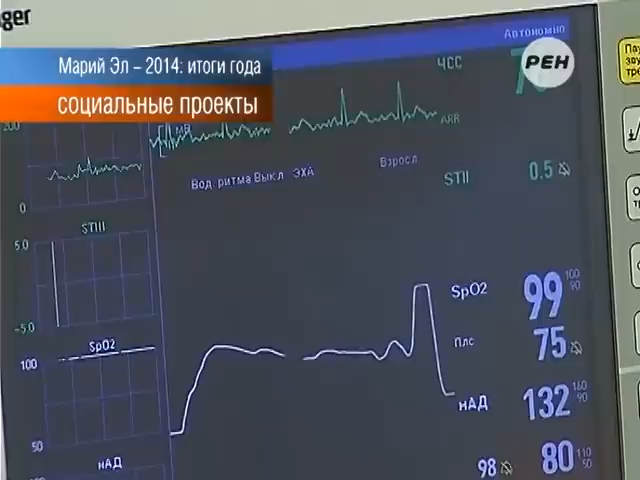 äger
Автономно
РЕН
Марий Эл – 2014: итоги года
социальные проекты
ЧСС
200
МВ
ARR
0
Вод.ритма Выкл ЭХА
Взросл.
STII
0.5
STIII
5.0
-5.0
SpO2
99
100
90
Плс
75
SpO2
100
50
нАД
132
160
90
нАД
98
80
110
50